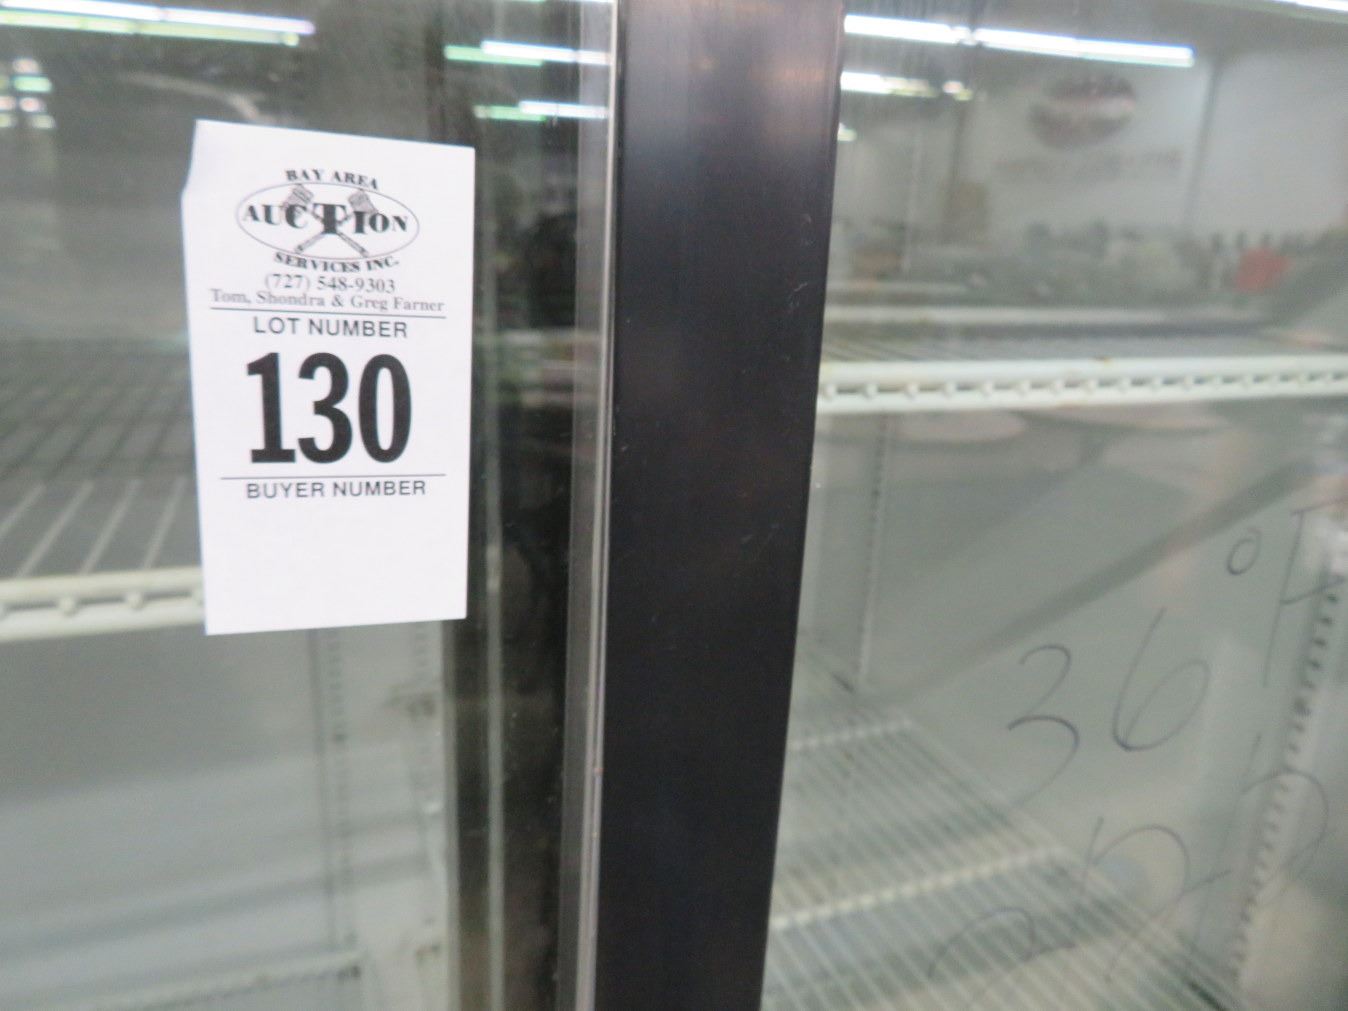 BAY AREA
AUCTION
SERVICES INC.
(727) 548-9303
Tom, Shondra & Greg Farner
LOT NUMBER
130
BUYER NUMBER
36 °F